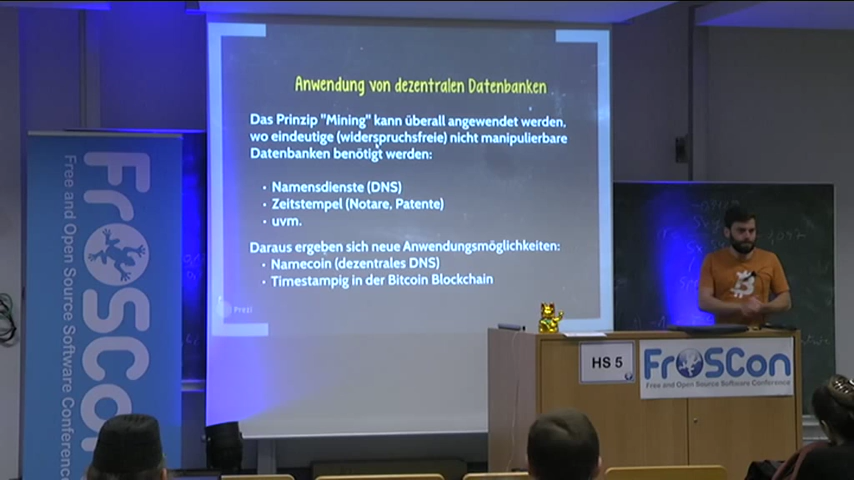 Anwendung von dezentralen Datenbanken
Das Prinzip "Mining" kann überall angewendet werden,
wo eindeutige (widerspruchsfreie) nicht manipulierbare
Datenbanken benötigt werden:
• Namensdienste (DNS)
• Zeitstempel (Notare, Patente)
• uvm.
Daraus ergeben sich neue Anwendungsmöglichkeiten:
• Namecoin (dezentrales DNS)
• Timestampig in der Bitcoin Blockchain
Prezi
FrOSCon
Free and Open Source Software Conference
HS 5
FrOSCon
Free and Open Source Software Conference